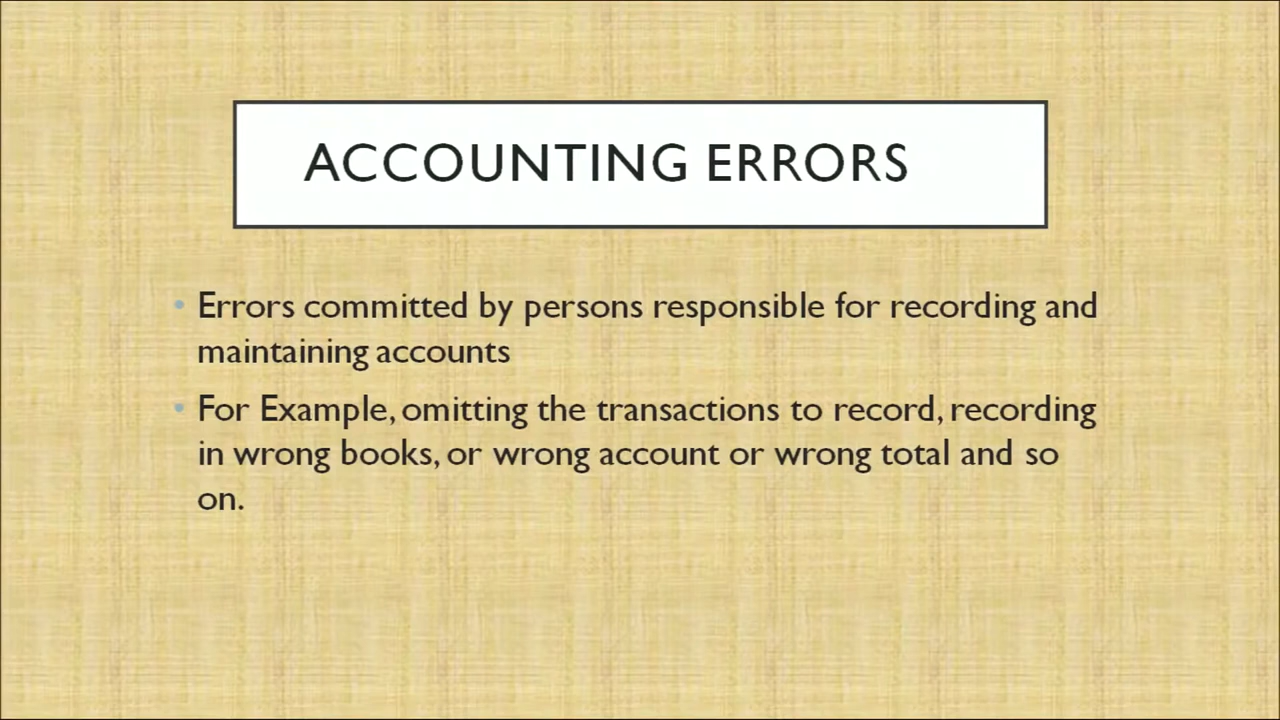 ACCOUNTING ERRORS
• Errors committed by persons responsible for recording and
maintaining accounts
• For Example, omitting the transactions to record, recording
in wrong books, or wrong account or wrong total and so
on.